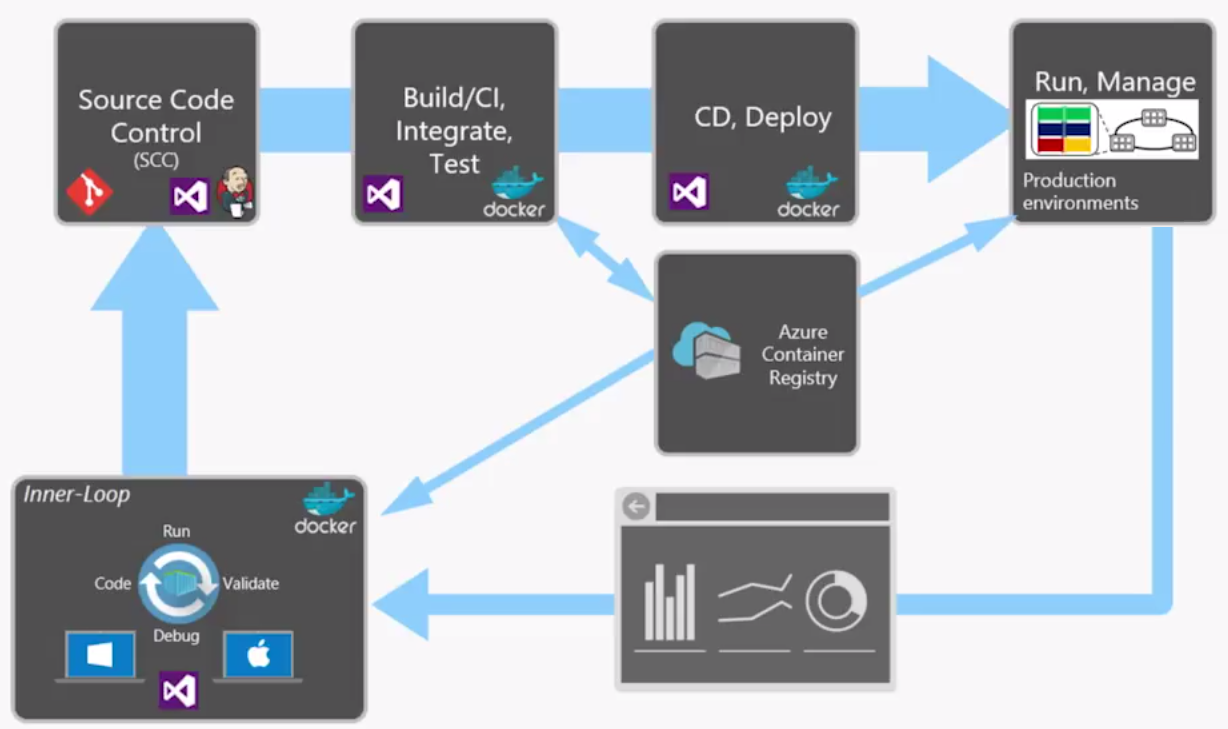 Source Code
Control
(SCC)
Build/CI,
Integrate,
Test
docker
CD, Deploy
docker
Run, Manage
Production
environments
Azure
Container
Registry
Inner-Loop
docker
Run
Code
Validate
Debug